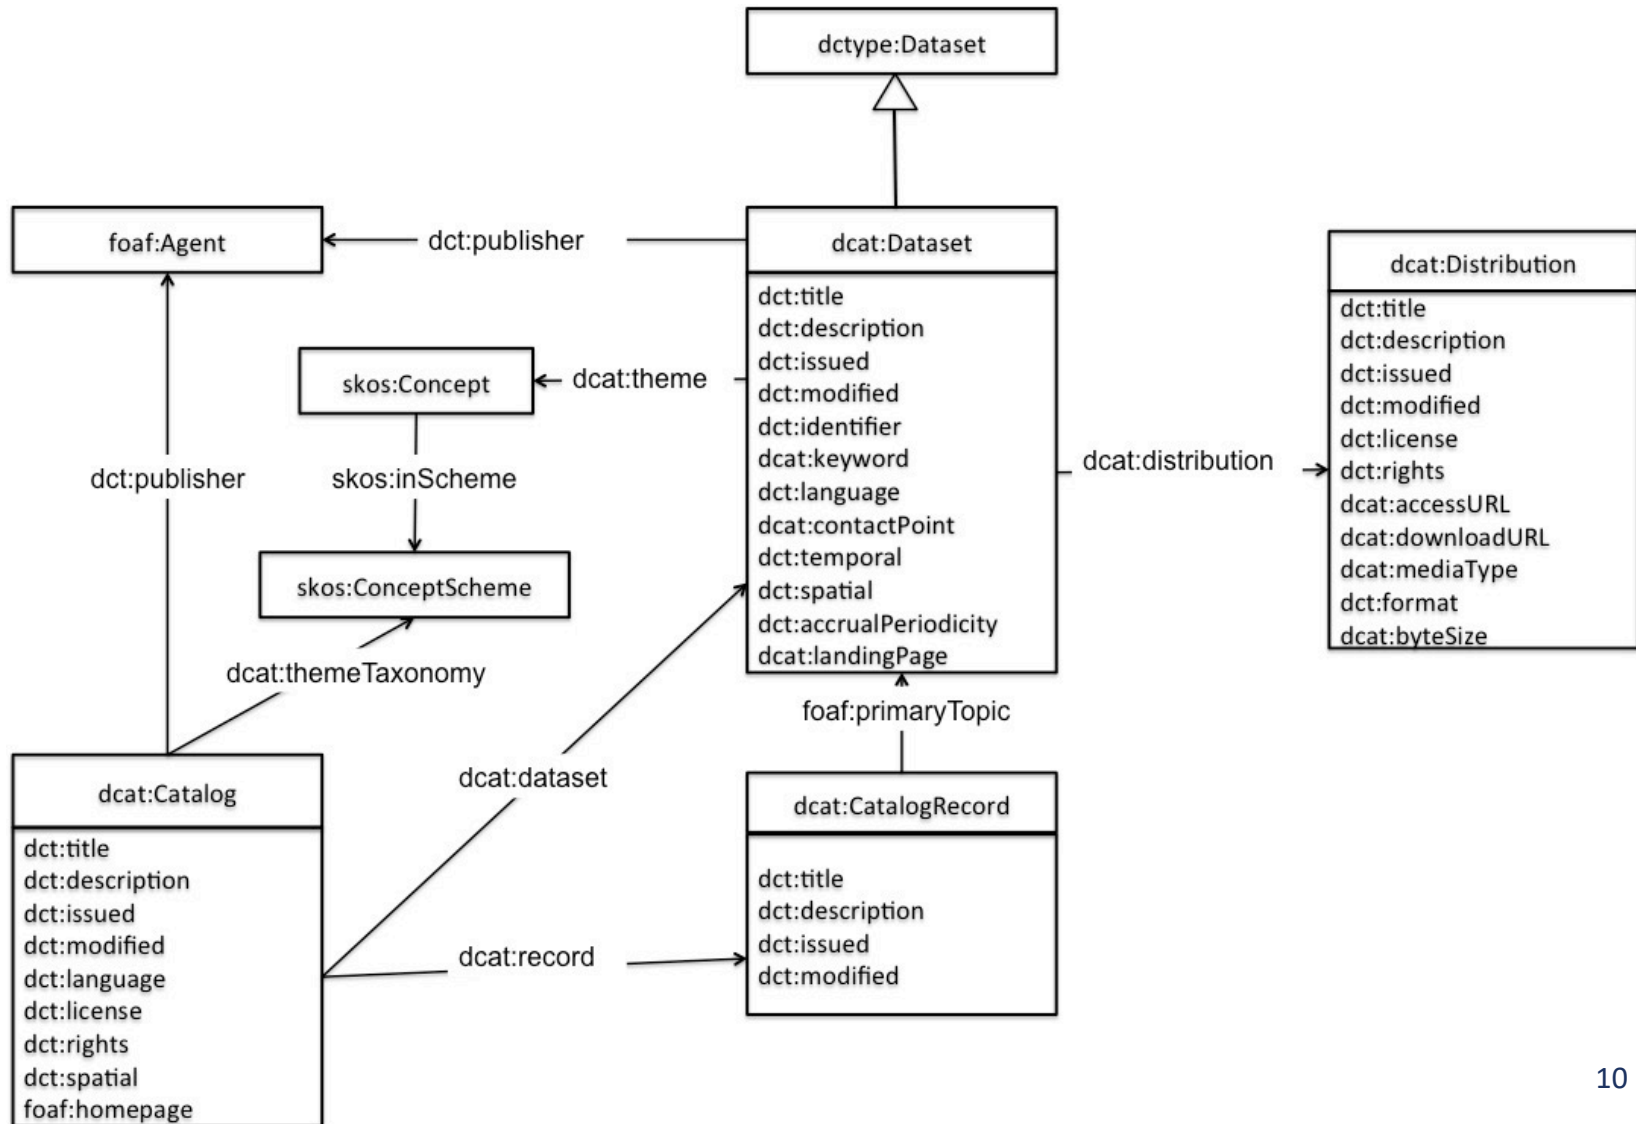 dctype:Dataset
foaf:Agent
dct:publisher
dcat:Dataset
dct:title
dct:description
dct:issued
dct:modified
dct:identifier
dcat:keyword
dct:language
dcat:contactPoint
dct:temporal
dct:spatial
dct:accrualPeriodicity
dcat:landingPage
dcat:distribution
dcat:Distribution
dct:title
dct:description
dct:issued
dct:modified
dct:license
dct:rights
dcat:accessURL
dcat:downloadURL
dcat:mediaType
dct:format
dcat:byteSize
skos:Concept
dcat:theme
dct:publisher
skos:inScheme
skos:ConceptScheme
dcat:themeTaxonomy
foaf:primaryTopic
dcat:Catalog
dct:title
dct:description
dct:issued
dct:modified
dct:language
dct:license
dct:rights
dct:spatial
foaf:homepage
dcat:dataset
dcat:record
dcat:CatalogRecord
dct:title
dct:description
dct:issued
dct:modified
10